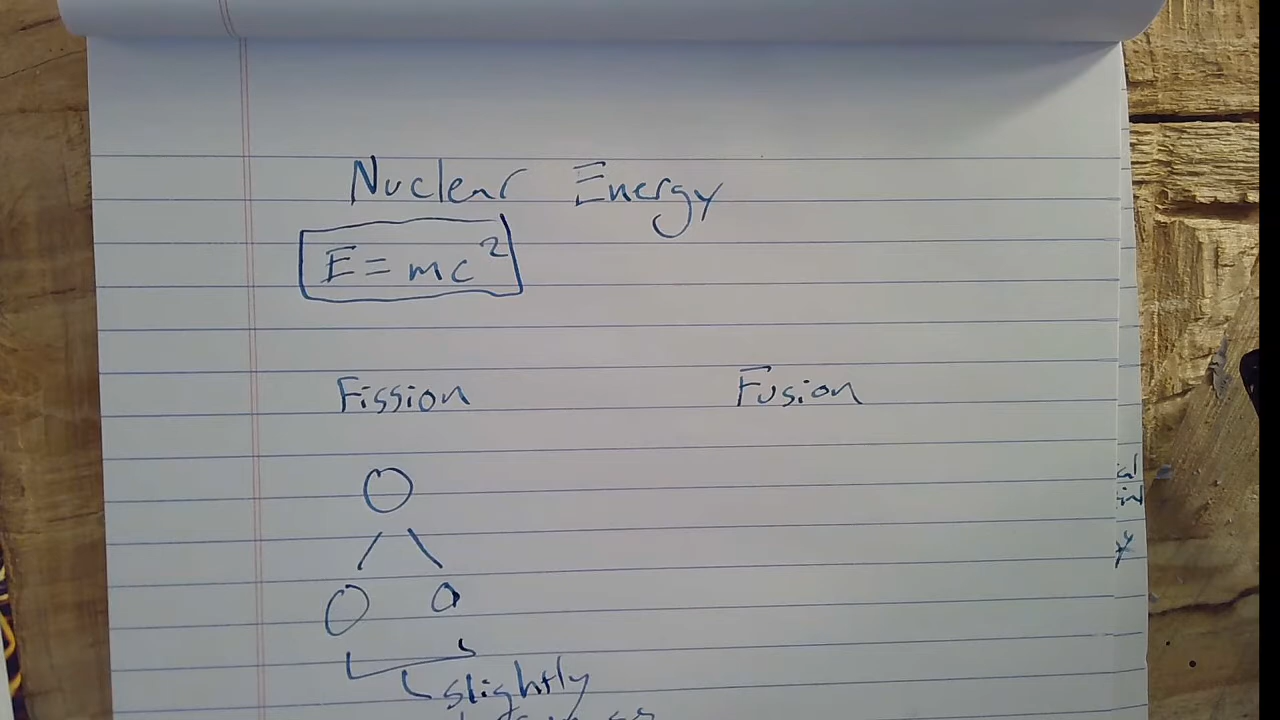 Nuclear Energy
E = mc²
Fission Fusion
slightly